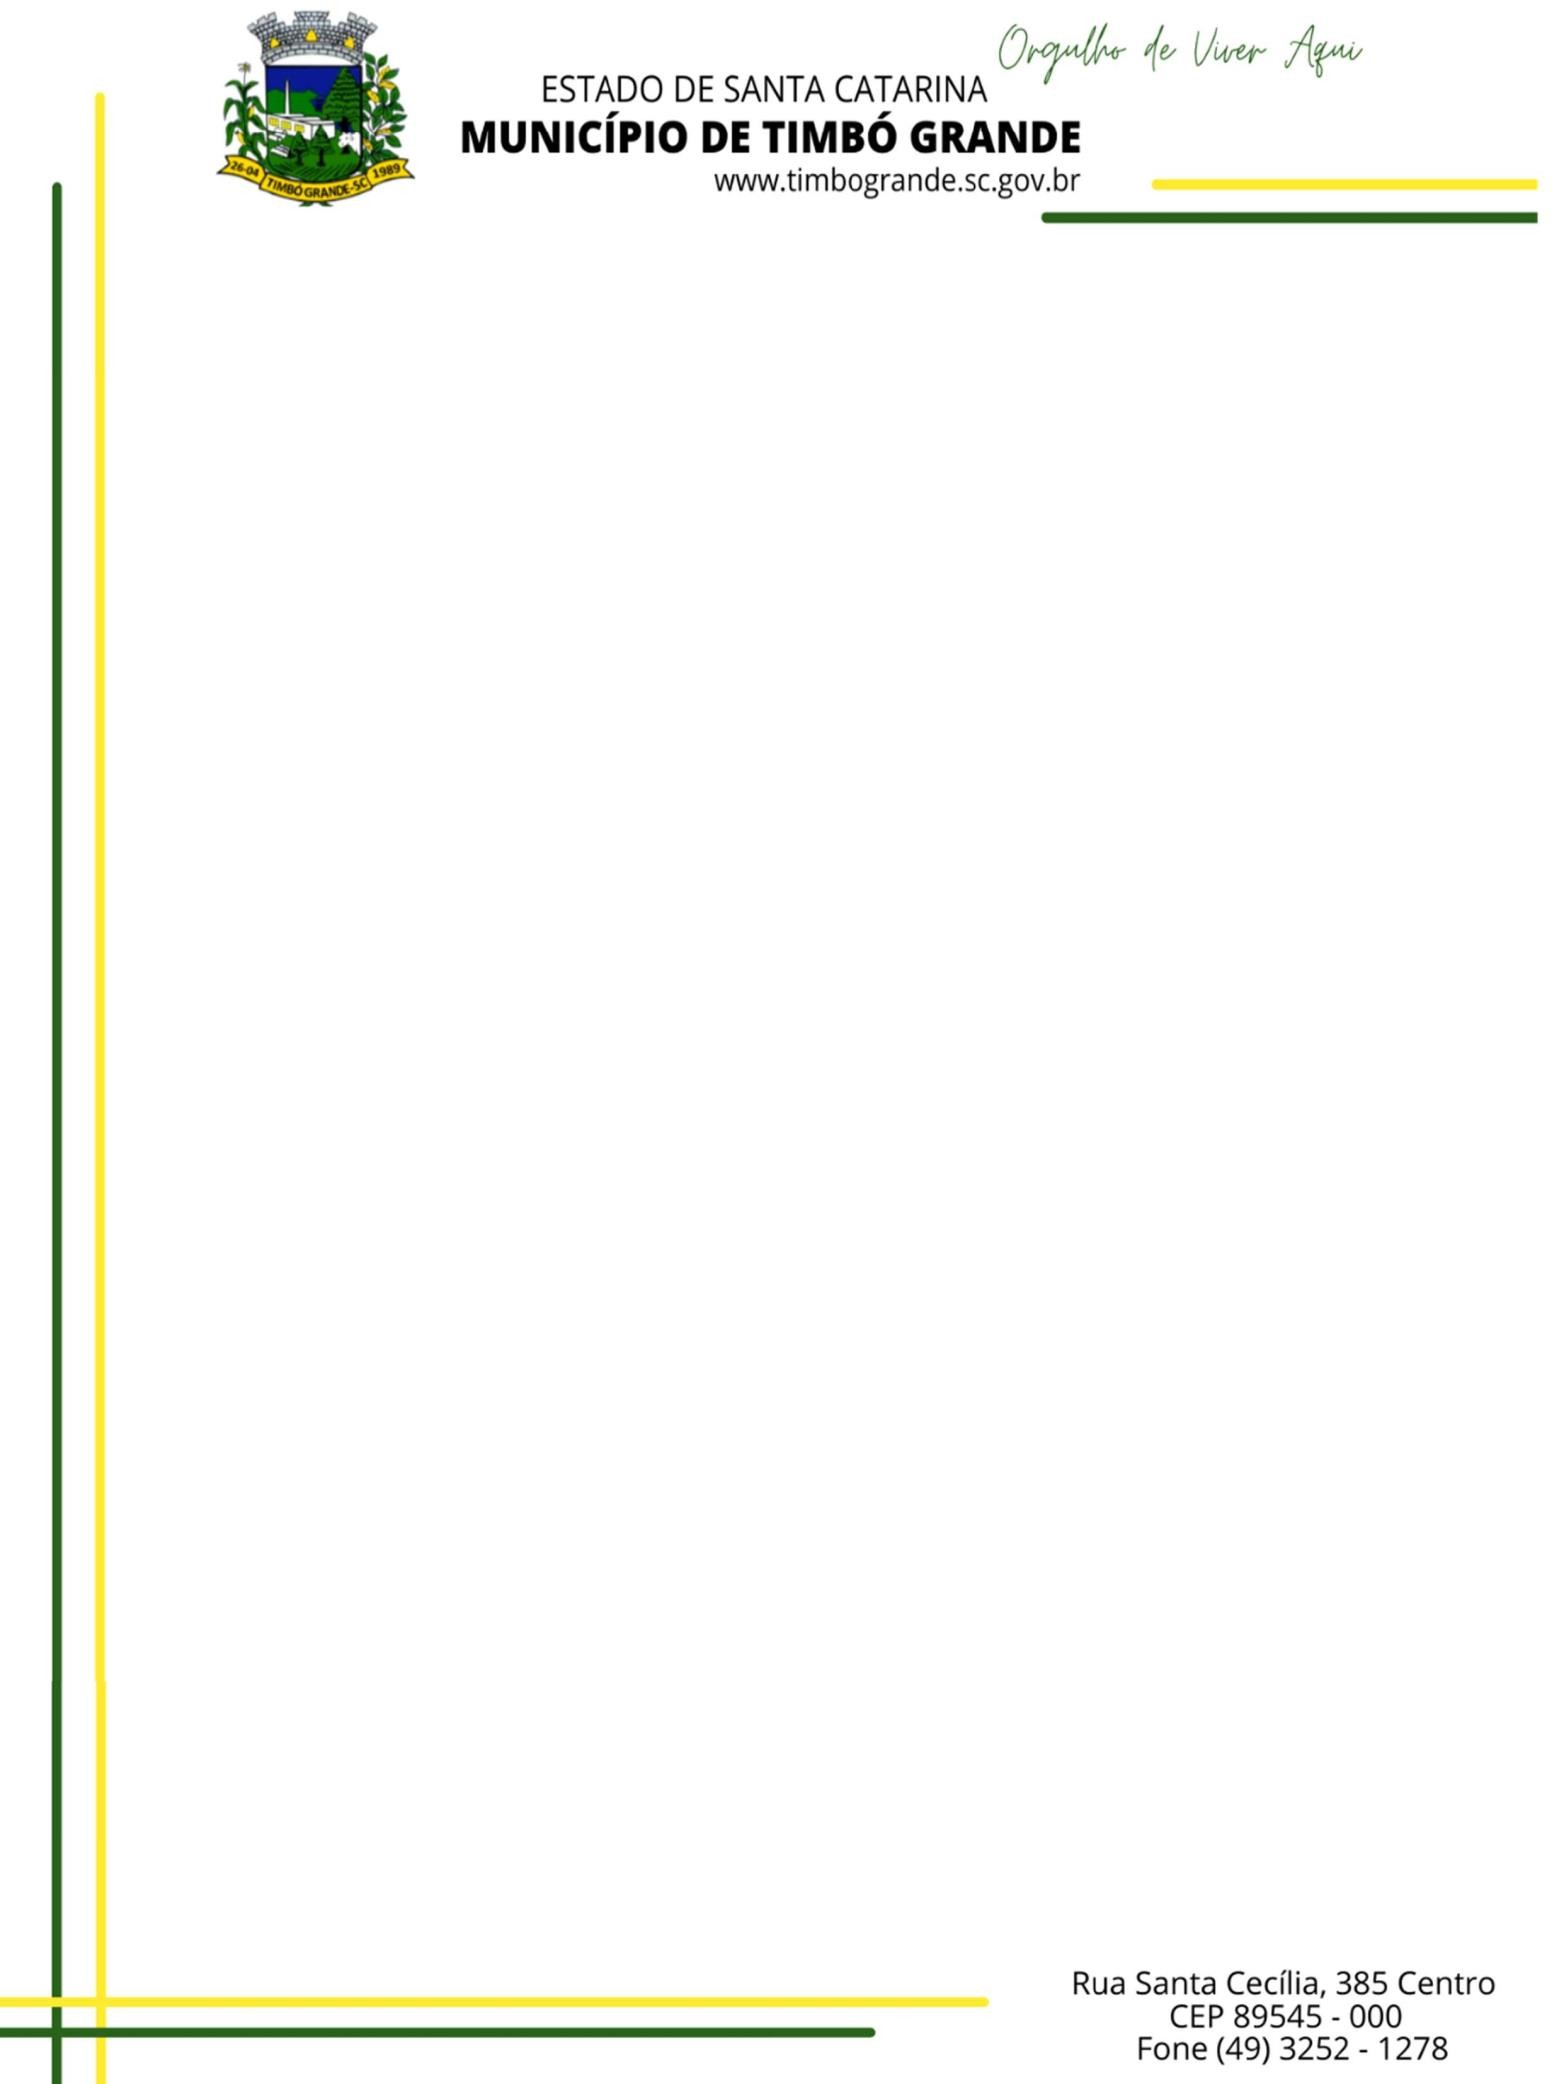 Orgulho de Viver Aqui
ESTADO DE SANTA CATARINA
MUNICÍPIO DE TIMBÓ GRANDE
www.timbogrande.sc.gov.br
26-04 TIMBÓ GRANDE-SC 1989
Rua Santa Cecília, 385 Centro
CEP 89545 - 000
Fone (49) 3252 - 1278